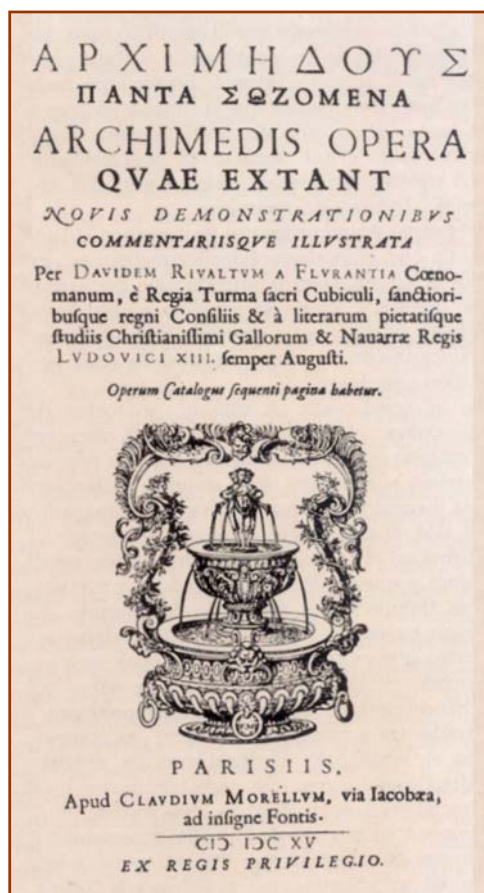 ΑΡΧΙΜΗΔΟΥΣ
ΠΑΝΤΑ ΣΩΖΟΜΕΝΑ
ARCHIMEDIS OPERA
QVAE EXTANT
NOVIS DEMONSTRATIONIBVS
COMMENTARIISQVE ILLVSTRATA
Per DAVIDEM RIVALTVM A FLVRANTIA Cœno-
manum, è Regia Turma ſacri Cubiculi, ſanctiori-
buſque regni Conſiliis & à literarum pietatiſque
ſtudiis Chriſtianiſſimi Gallorum & Nauarræ Regis
LVDOVICI XIII. ſemper Auguſti.
Operum Catalogus ſequenti pagina habetur.
PARISIIS,
Apud CLAVDIVM MORELLVM, via Iacobæa,
ad inſigne Fontis.
CIↃ IↃC XV
EX REGIS PRIVILEGIO.